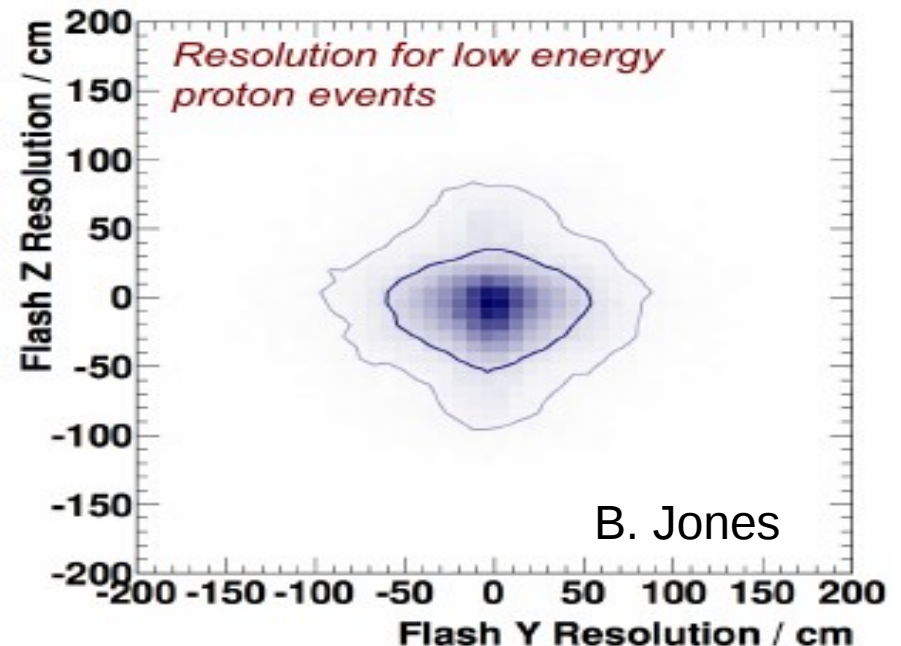 Resolution for low energy
proton events
Flash Z Resolution / cm
200
150
100
50
0
-50
-100
-150
-200
B. Jones
-200 -150 -100 -50 0 50 100 150 200
Flash Y Resolution / cm